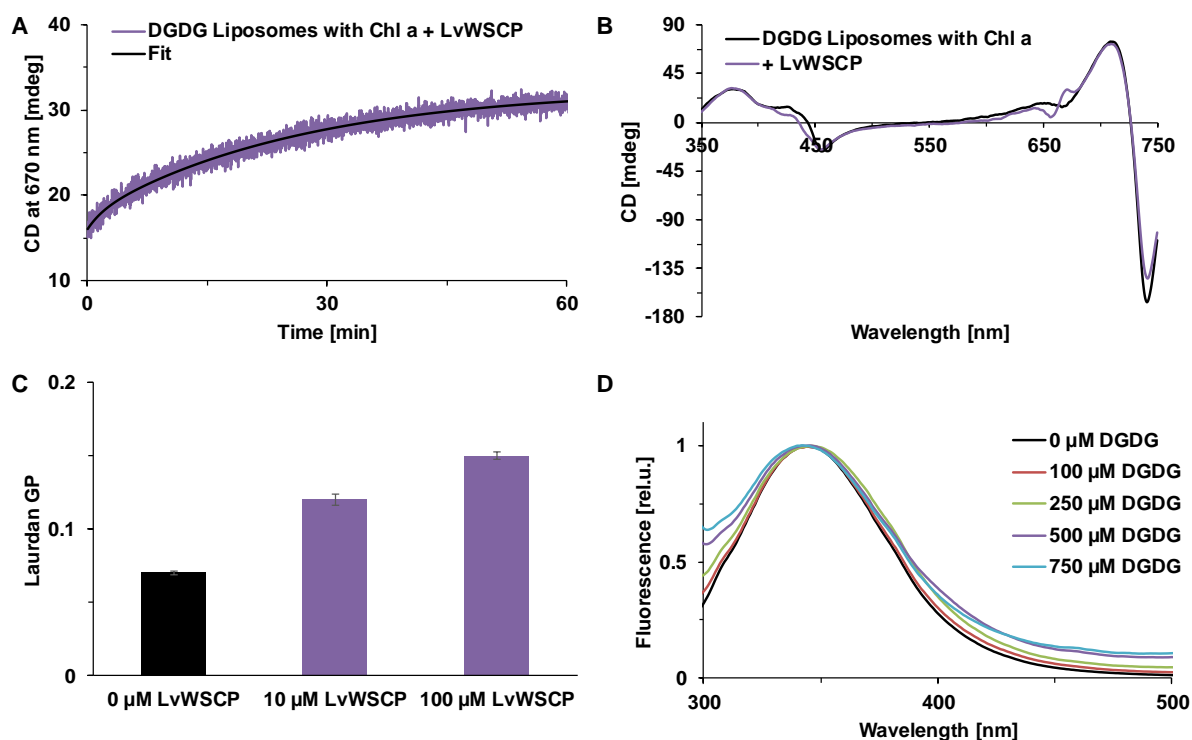 A
CD at 670 nm [mdeg]
40
30
20
10
DGDG Liposomes with Chl a + LvWSCP
Fit
0
30
60
Time [min]
B
CD [mdeg]
90
45
0
-45
-90
-135
-180
DGDG Liposomes with Chl a
+ LvWSCP
350
450
550
650
750
Wavelength [nm]
C
Laurdan GP
0.2
0.1
0
0 µM LvWSCP
10 µM LvWSCP
100 µM LvWSCP
D
Fluorescence [rel.u.]
1
0.5
0
0 µM DGDG
100 µM DGDG
250 µM DGDG
500 µM DGDG
750 µM DGDG
300
400
500
Wavelength [nm]